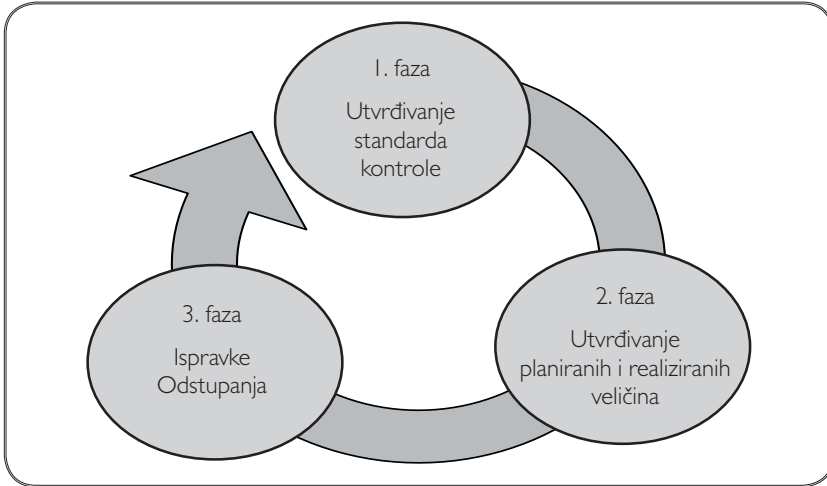 1. faza
Utvrđivanje
standarda
kontrole
2. faza
Utvrđivanje
planiranih i realiziranih
veličina
3. faza
Ispravke
Odstupanja